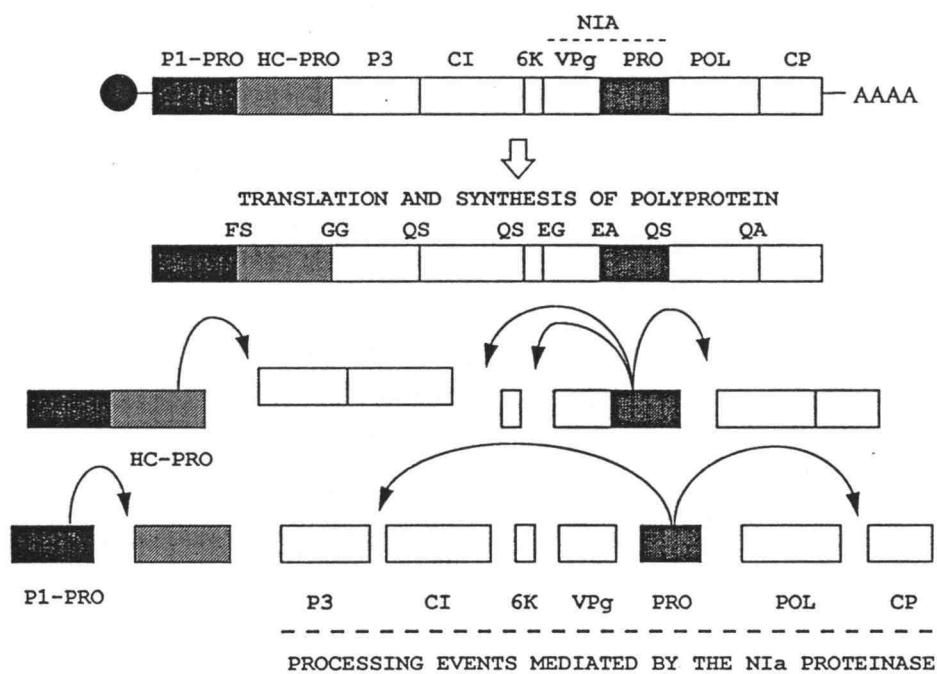 NIA
P1-PRO HC-PRO P3 CI 6K VPg PRO POL CP
AAAA
TRANSLATION AND SYNTHESIS OF POLYPROTEIN
FS GG QS QS EG EA QS QA
HC-PRO
P1-PRO
P3 CI 6K VPg PRO POL CP
PROCESSING EVENTS MEDIATED BY THE NIa PROTEINASE